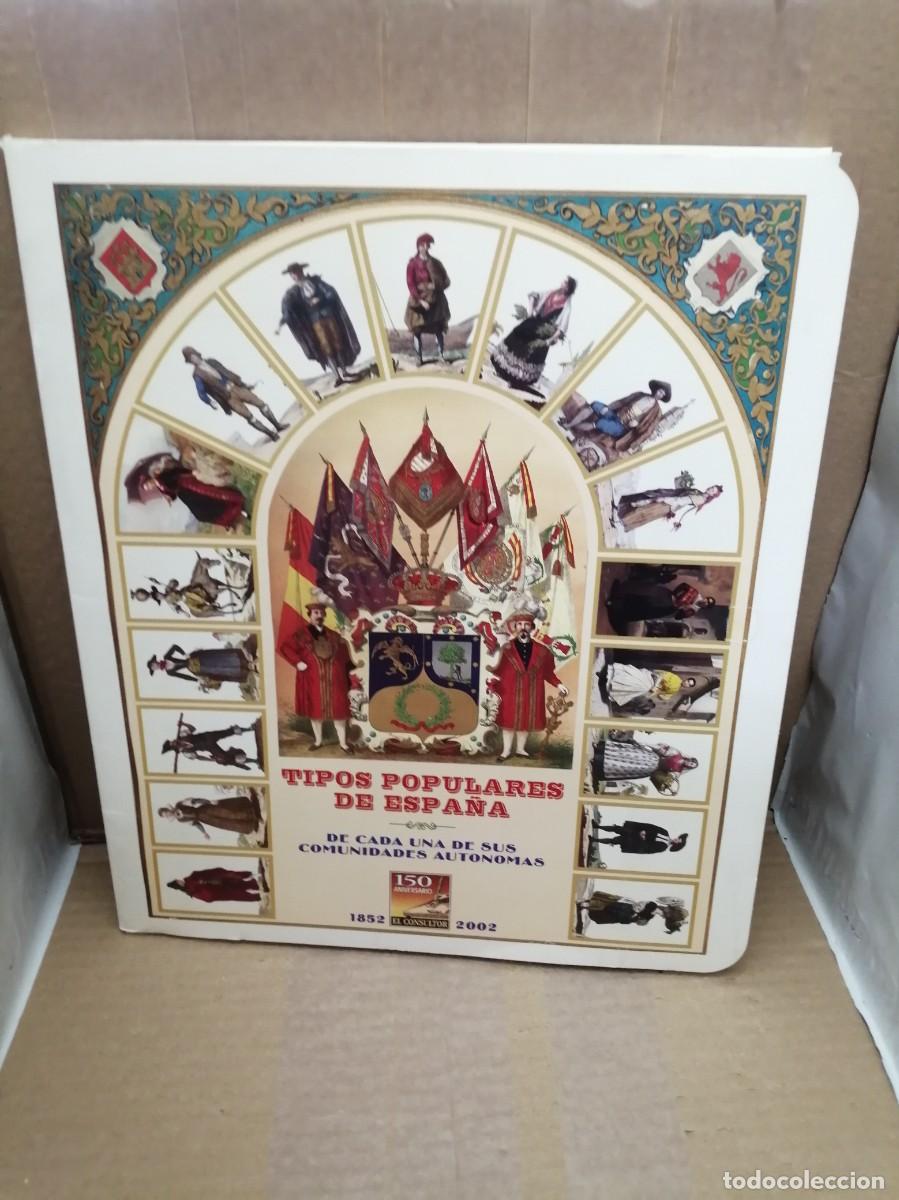 TIPOS POPULARES
DE ESPAÑA
DE CADA UNA DE SUS
COMUNIDADES AUTONOMAS
150
ANIVERSARIO
EL CONSULTOR
1852 2002
todocoleccion